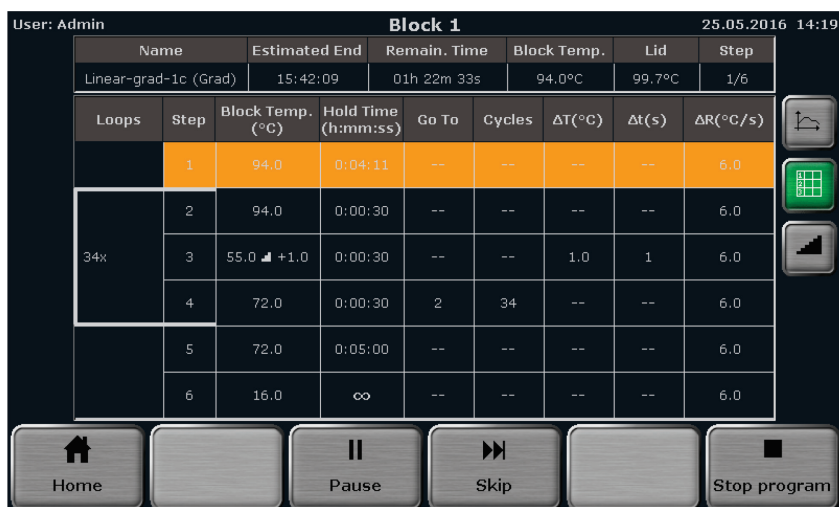 User: Admin Block 1 25.05.2016 14:19
Name Estimated End Remain. Time Block Temp. Lid Step
Linear-grad-1c (Grad) 15:42:09 01h 22m 33s 94.0°C 99.7°C 1/6
Loops Step Block Temp. (°C) Hold Time (h:mm:ss) Go To Cycles ΔT(°C) Δt(s) ΔR(°C/s)
1 94.0 0:04:11 -- -- -- -- 6.0
2 94.0 0:00:30 -- -- -- -- 6.0
34x 3 55.0 +1.0 0:00:30 -- -- 1.0 1 6.0
4 72.0 0:00:30 2 34 -- -- 6.0
5 72.0 0:05:00 -- -- -- -- 6.0
6 16.0 ∞ -- -- -- -- 6.0
Home Pause Skip Stop program